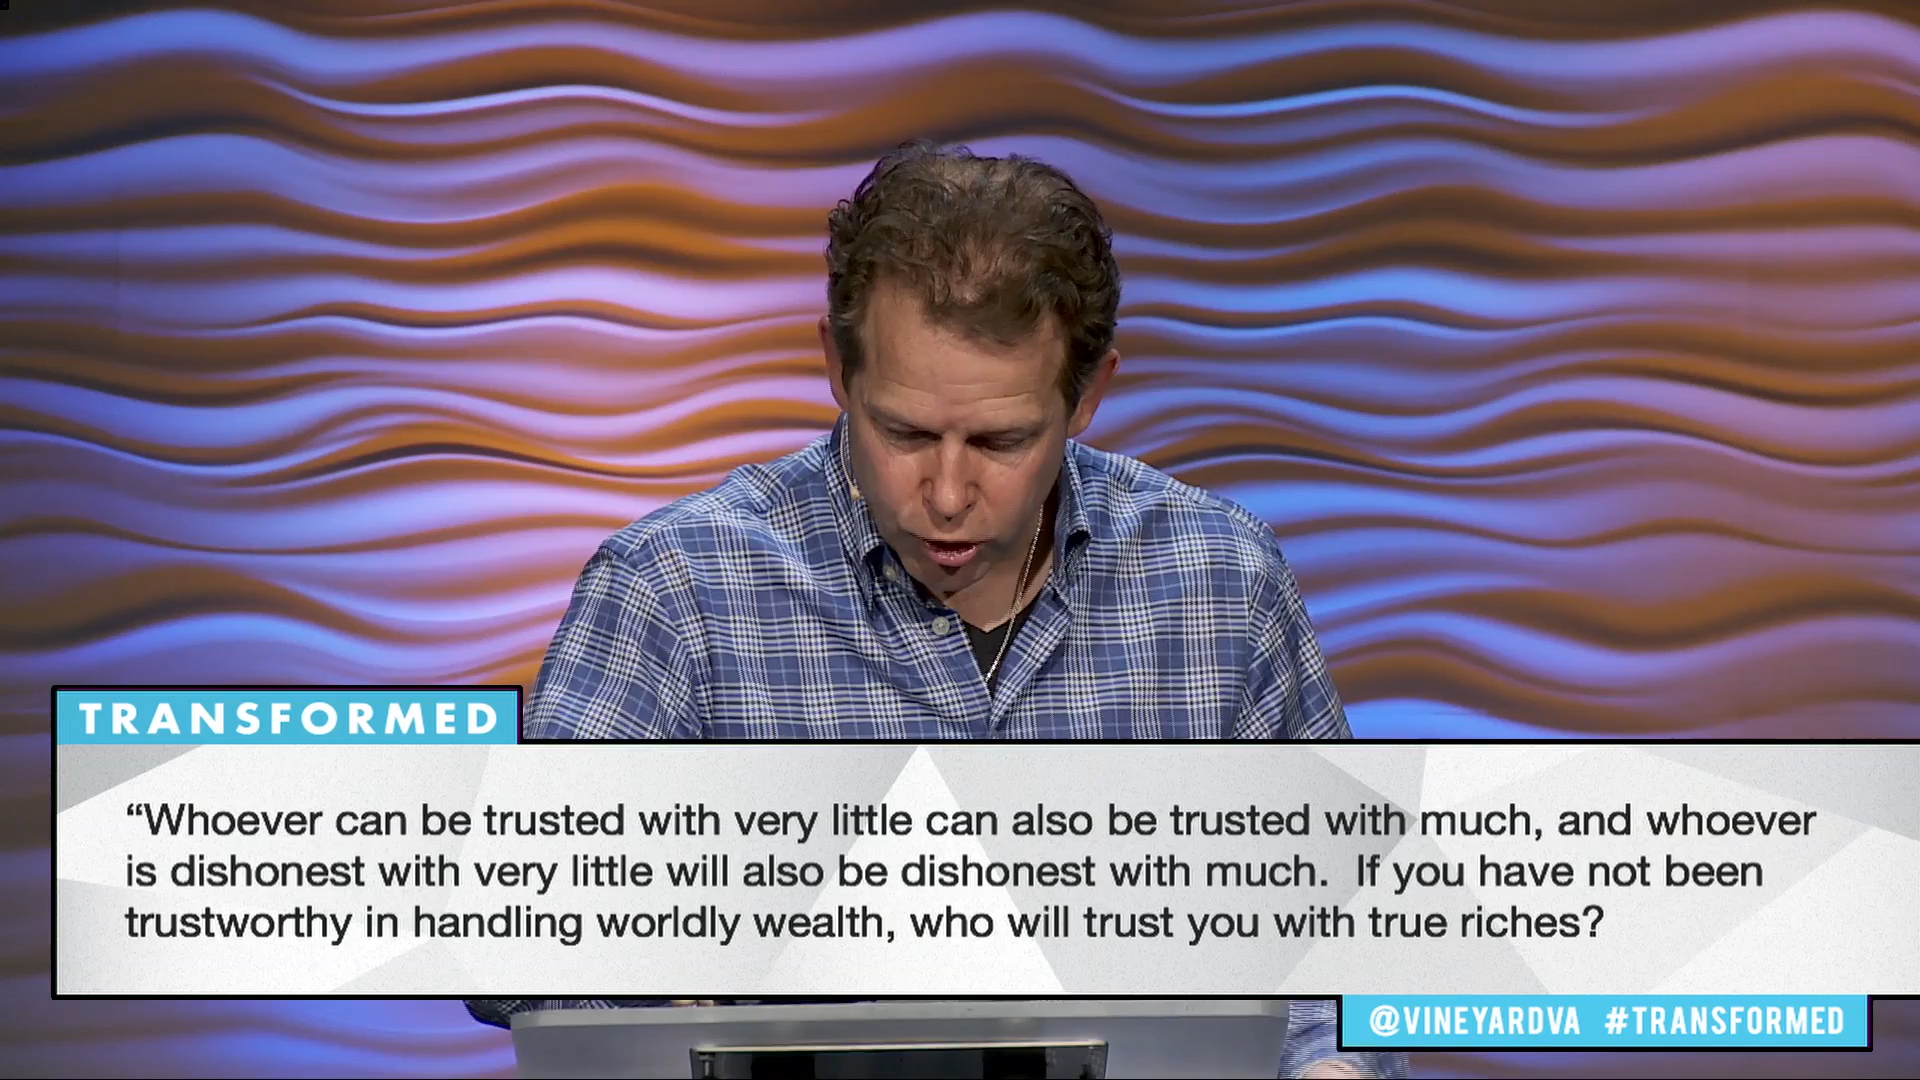 TRANSFORMED
“Whoever can be trusted with very little can also be trusted with much, and whoever
is dishonest with very little will also be dishonest with much.  If you have not been
trustworthy in handling worldly wealth, who will trust you with true riches?
@VINEYARDVA #TRANSFORMED